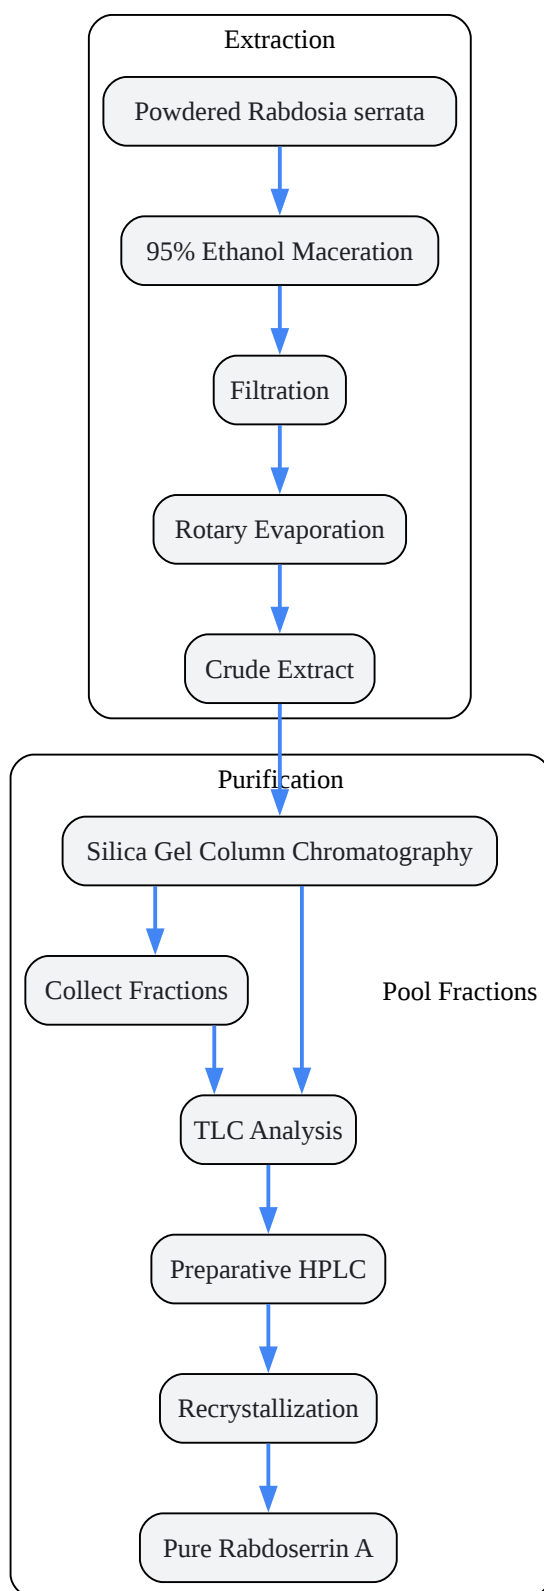 Extraction
Powdered Rabdosia serrata
95% Ethanol Maceration
Filtration
Rotary Evaporation
Crude Extract
Purification
Silica Gel Column Chromatography
Collect Fractions
Pool Fractions
TLC Analysis
Preparative HPLC
Recrystallization
Pure Rabdoserrin A